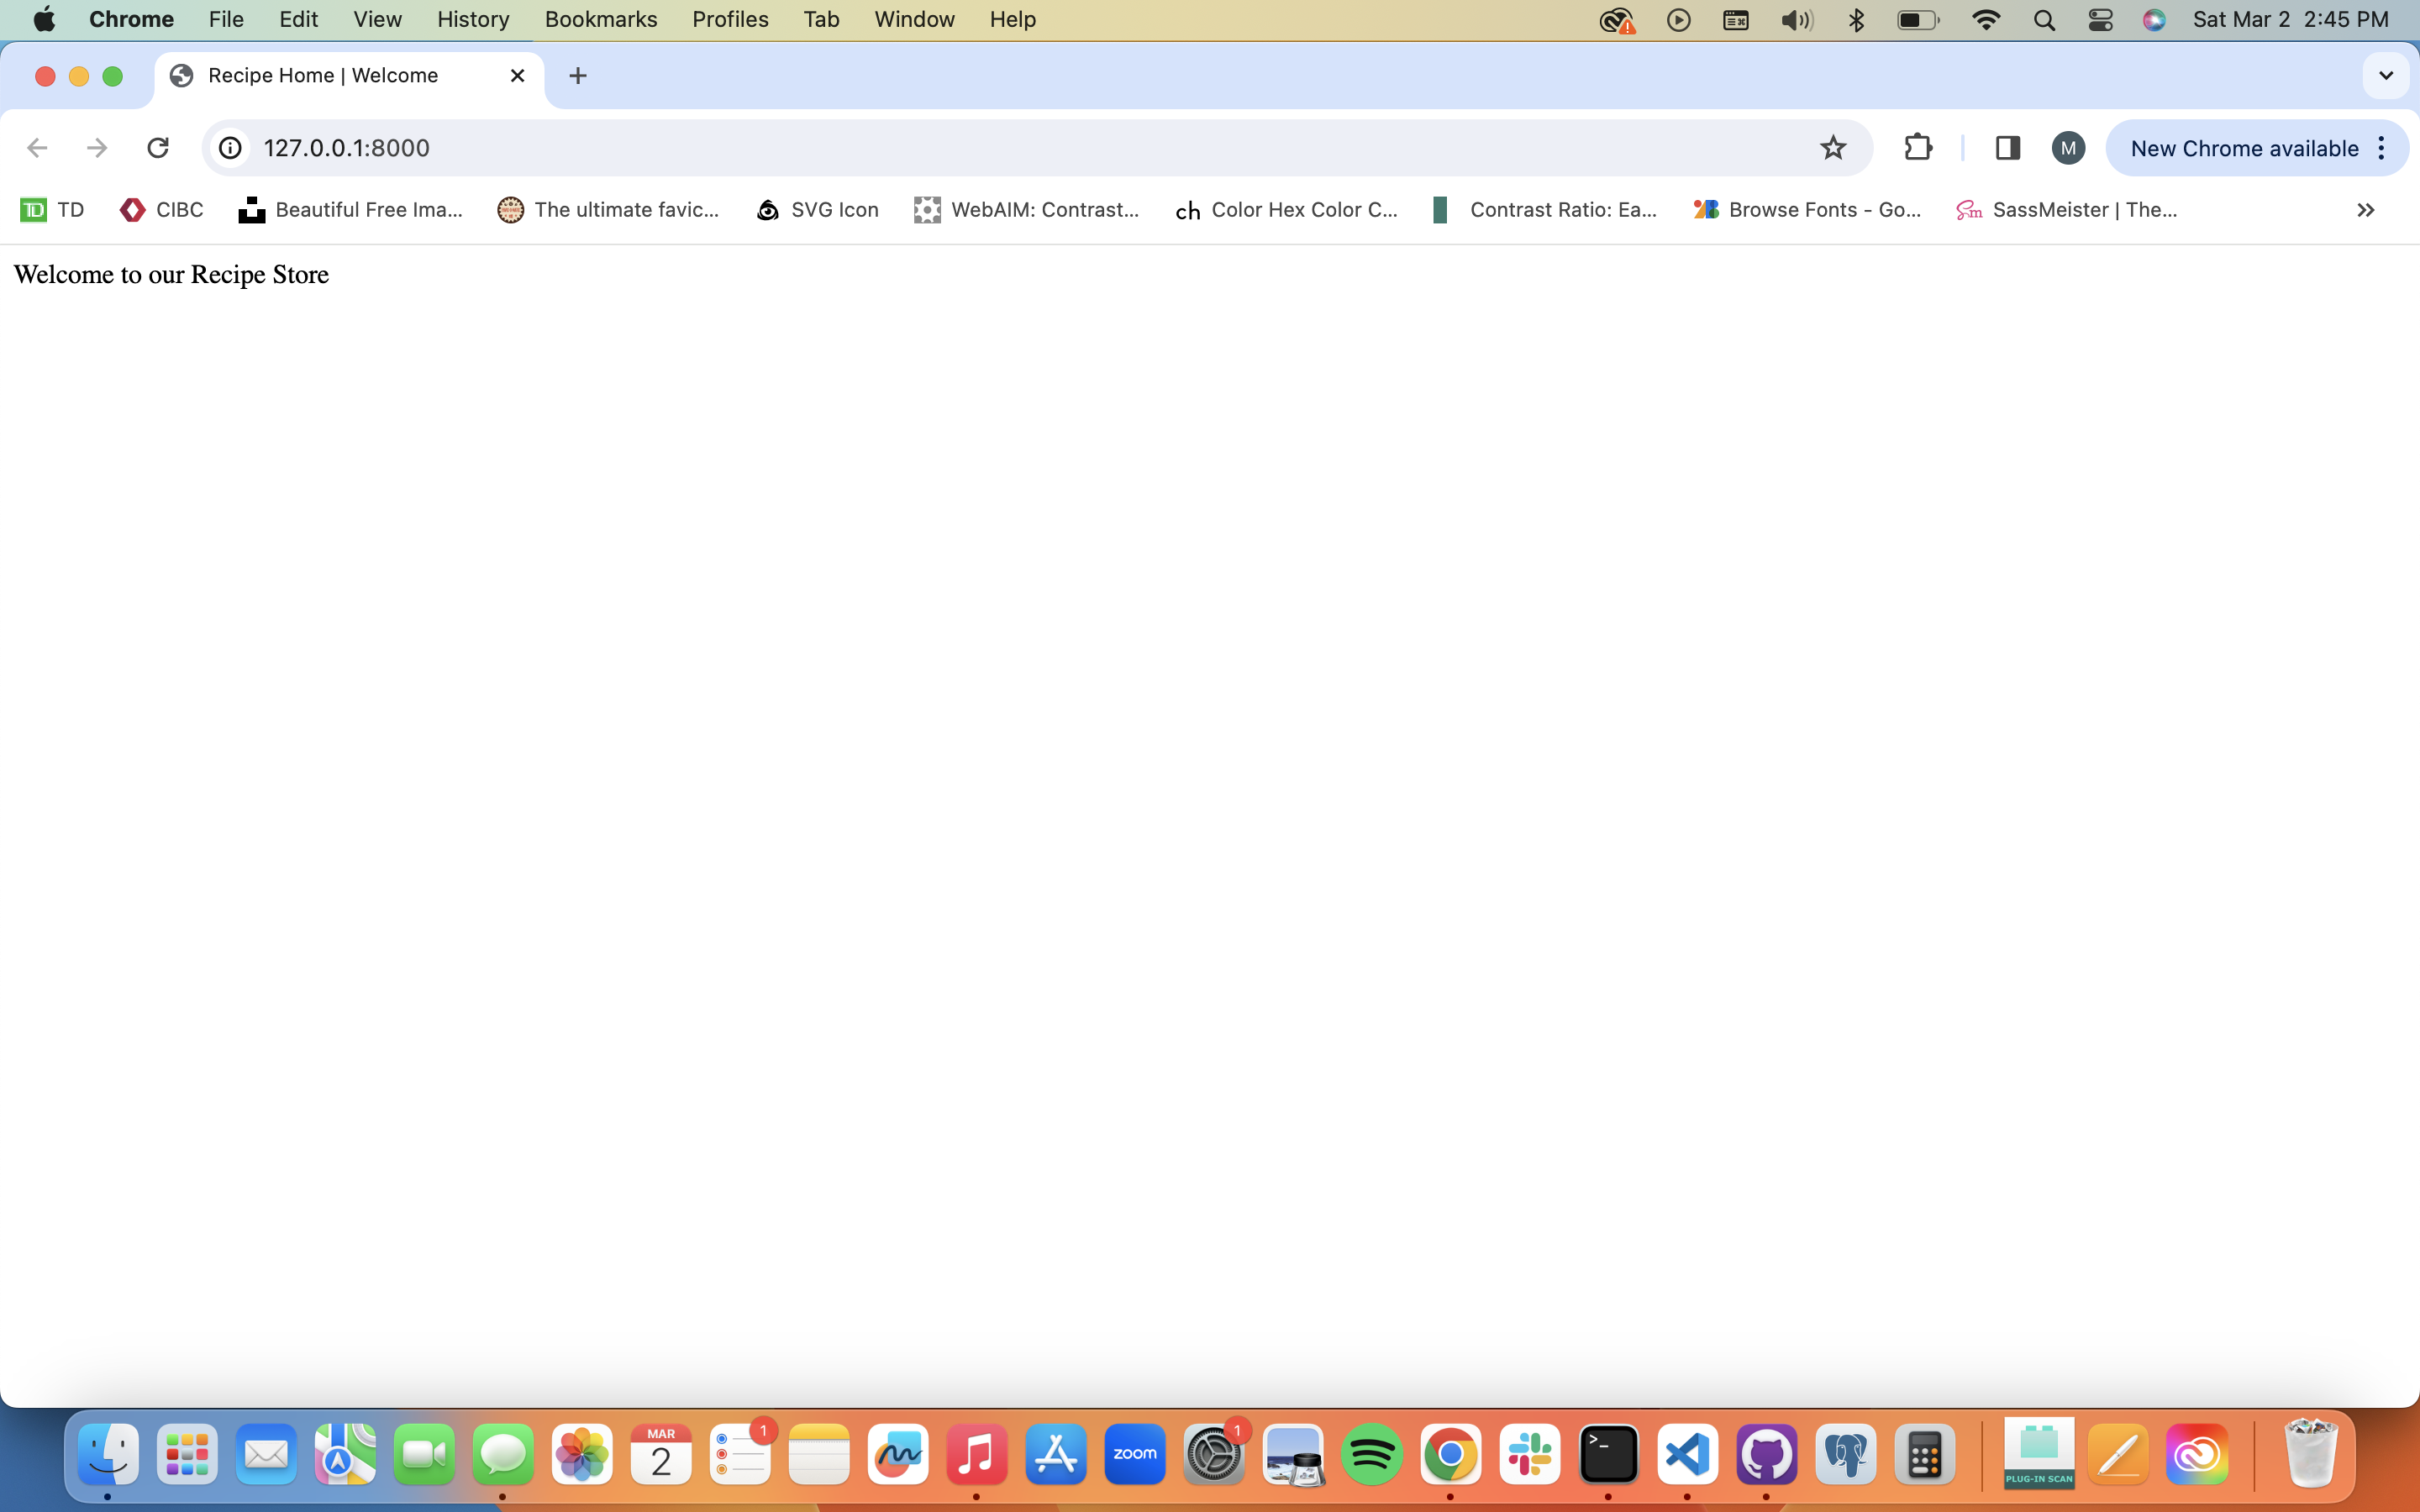 Chrome File Edit View History Bookmarks Profiles Tab Window Help Sat Mar 2 2:45 PM
Recipe Home | Welcome
127.0.0.1:8000 M New Chrome available
TD TD CIBC Beautiful Free Ima... The ultimate favic... SVG Icon WebAIM: Contrast... ch Color Hex Color C... Contrast Ratio: Ea... Browse Fonts - Go... Sm SassMeister | The...
Welcome to our Recipe Store
MAR 1 1
2 zoom >_
PLUG-IN SCAN